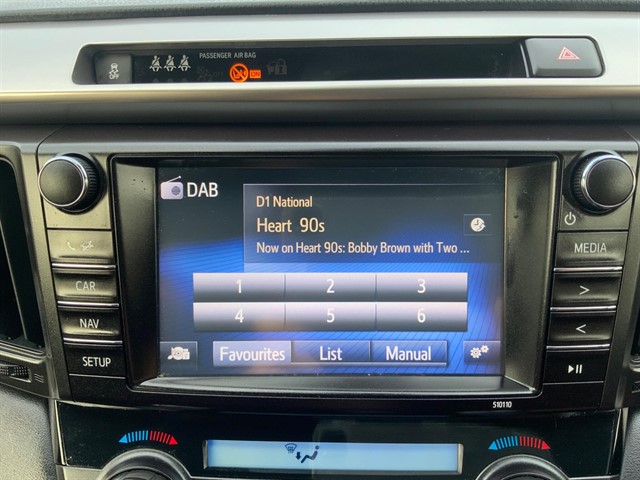 PASSENGER AIR BAG
OFF
ON
DAB
D1 National
Heart 90s
Now on Heart 90s: Bobby Brown with Two ...
1 2 3
4 5 6
Favourites List Manual
CAR
NAV
SETUP
MEDIA
>
<
510110